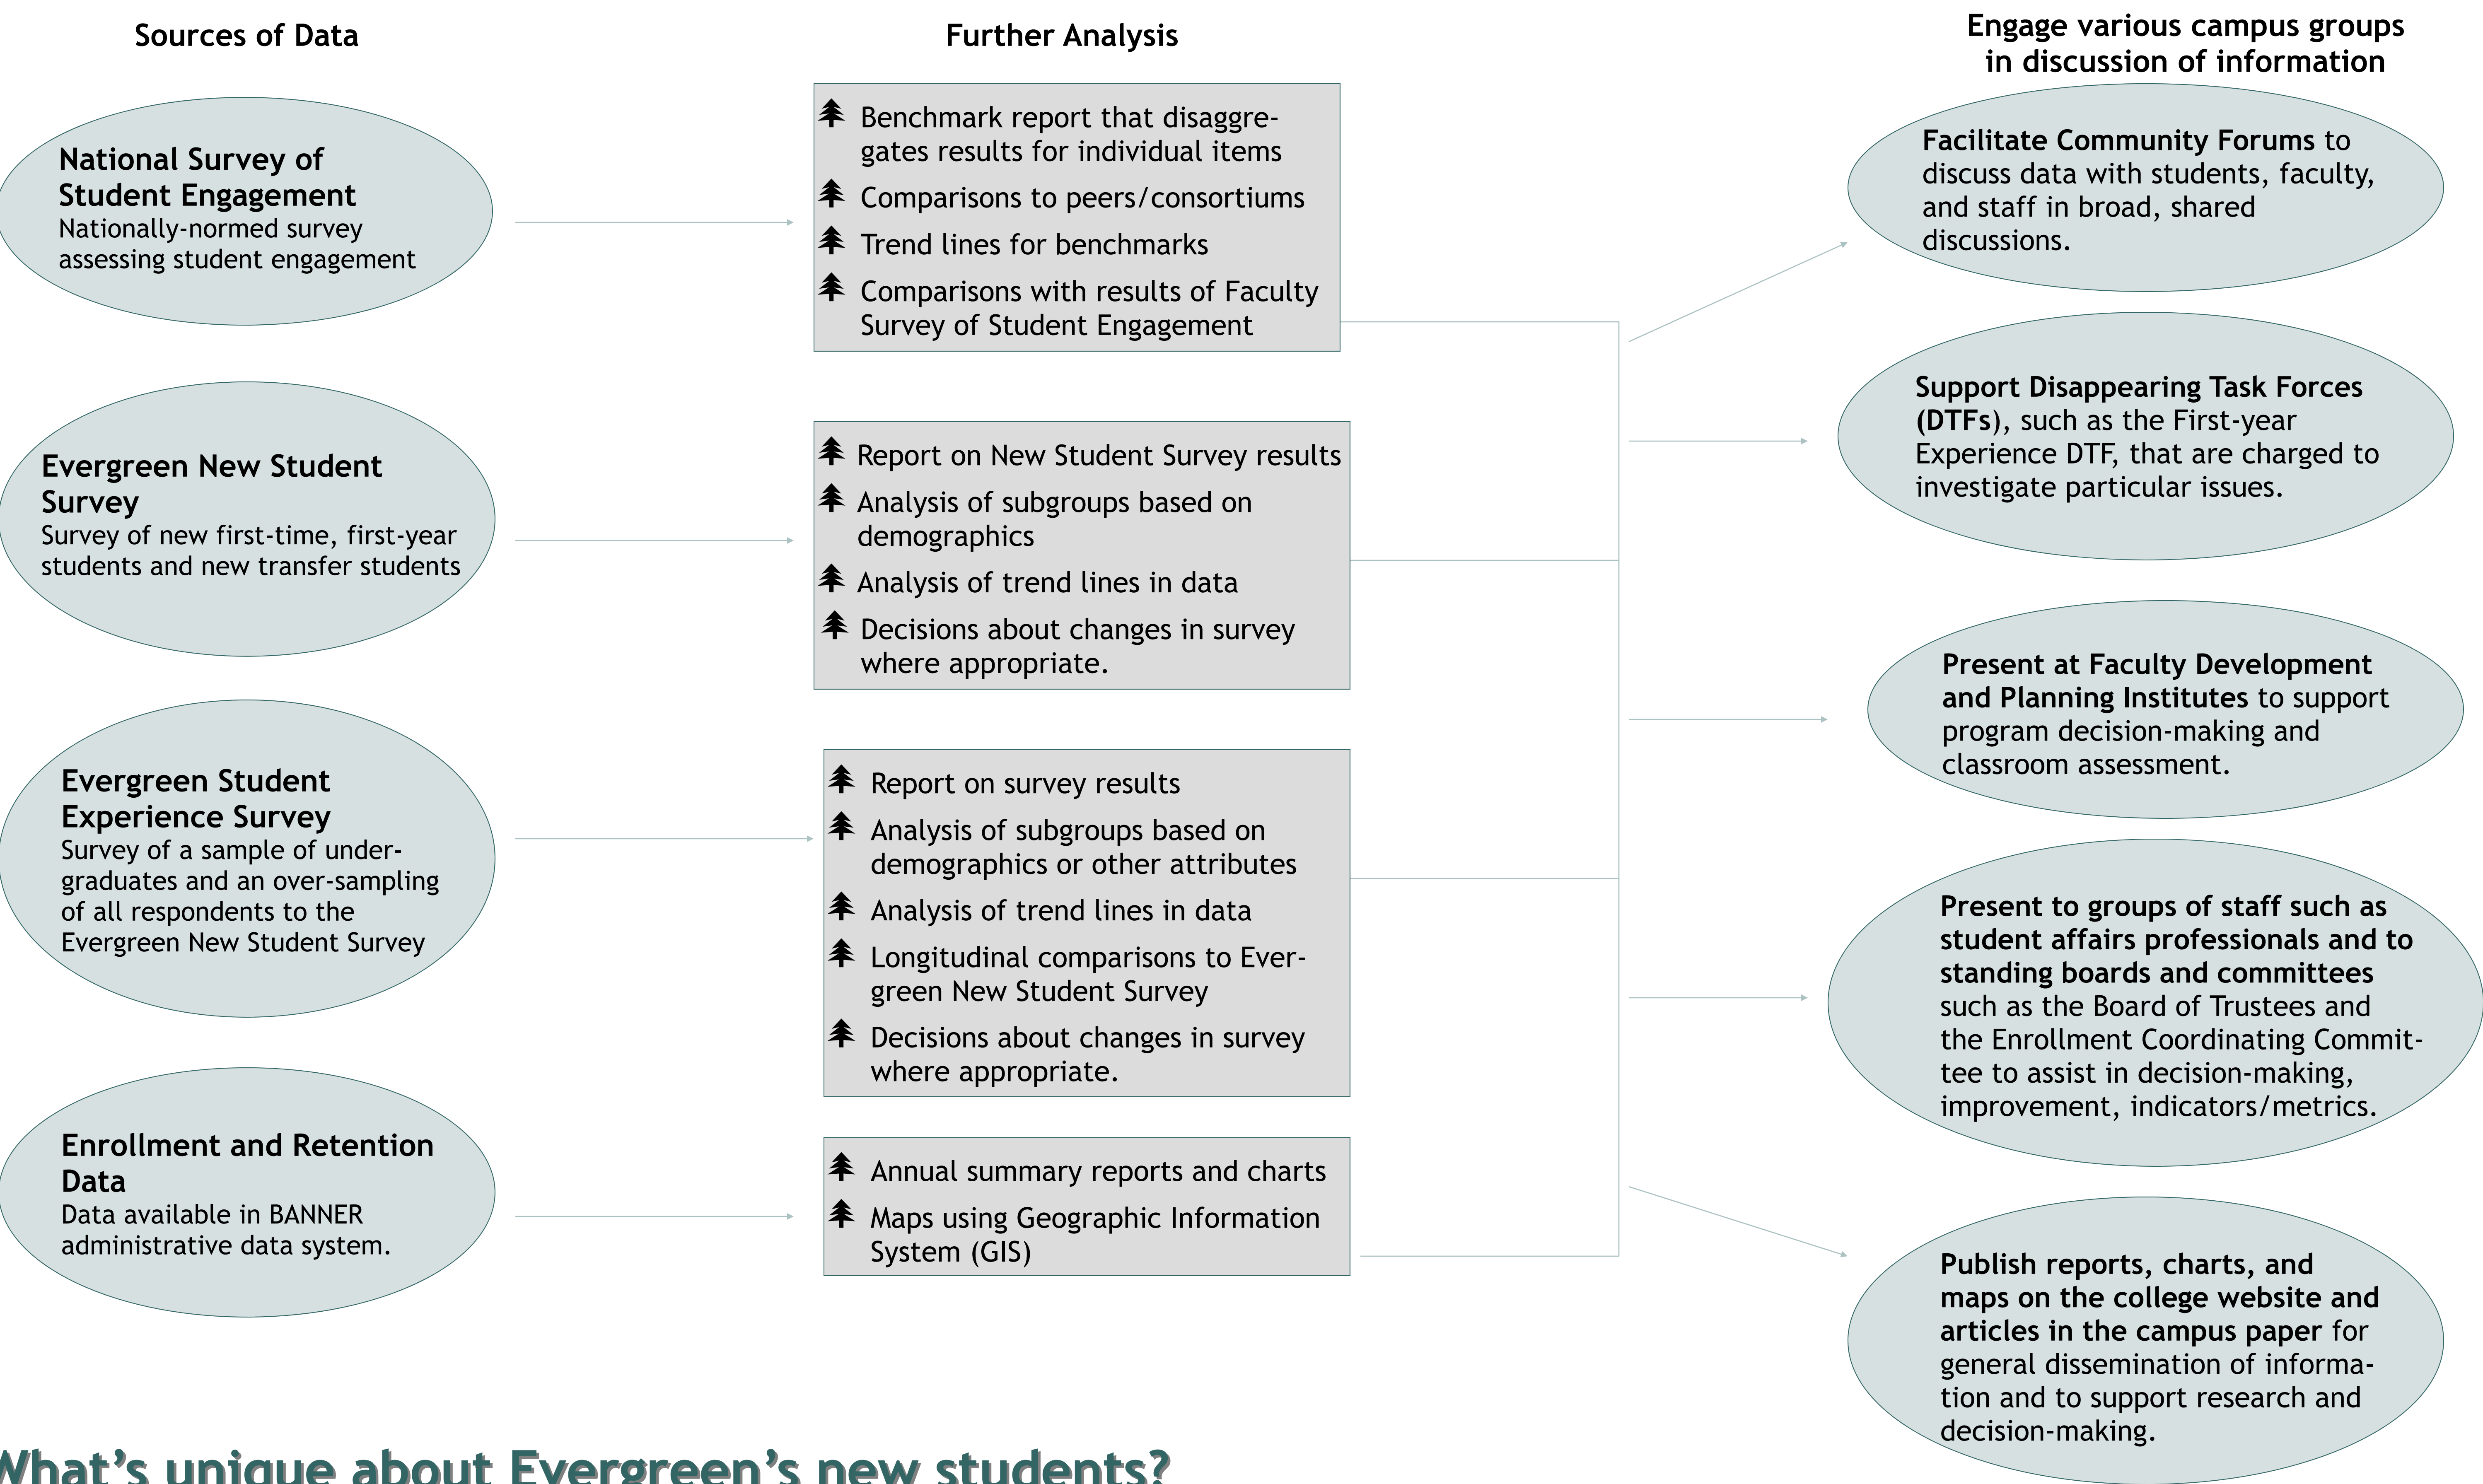 Sources of Data
National Survey of
Student Engagement
Nationally-normed survey
assessing student engagement
Evergreen New Student
Survey
Survey of new first-time, first-year
students and new transfer students
Evergreen Student
Experience Survey
Survey of a sample of under-
graduates and an over-sampling
of all respondents to the
Evergreen New Student Survey
Enrollment and Retention
Data
Data available in BANNER
administrative data system.
Further Analysis
Benchmark report that disaggre-
gates results for individual items
Comparisons to peers/consortiums
Trend lines for benchmarks
Comparisons with results of Faculty
Survey of Student Engagement
Report on New Student Survey results
Analysis of subgroups based on
demographics
Analysis of trend lines in data
Decisions about changes in survey
where appropriate.
Report on survey results
Analysis of subgroups based on
demographics or other attributes
Analysis of trend lines in data
Longitudinal comparisons to Ever-
green New Student Survey
Decisions about changes in survey
where appropriate.
Annual summary reports and charts
Maps using Geographic Information
System (GIS)
Engage various campus groups
in discussion of information
Facilitate Community Forums to
discuss data with students, faculty,
and staff in broad, shared
discussions.
Support Disappearing Task Forces
(DTFs), such as the First-year
Experience DTF, that are charged to
investigate particular issues.
Present at Faculty Development
and Planning Institutes to support
program decision-making and
classroom assessment.
Present to groups of staff such as
student affairs professionals and to
standing boards and committees
such as the Board of Trustees and
the Enrollment Coordinating Commit-
tee to assist in decision-making,
improvement, indicators/metrics.
Publish reports, charts, and
maps on the college website and
articles in the campus paper for
general dissemination of informa-
tion and to support research and
decision-making.
What's unique about Evergreen's new students?